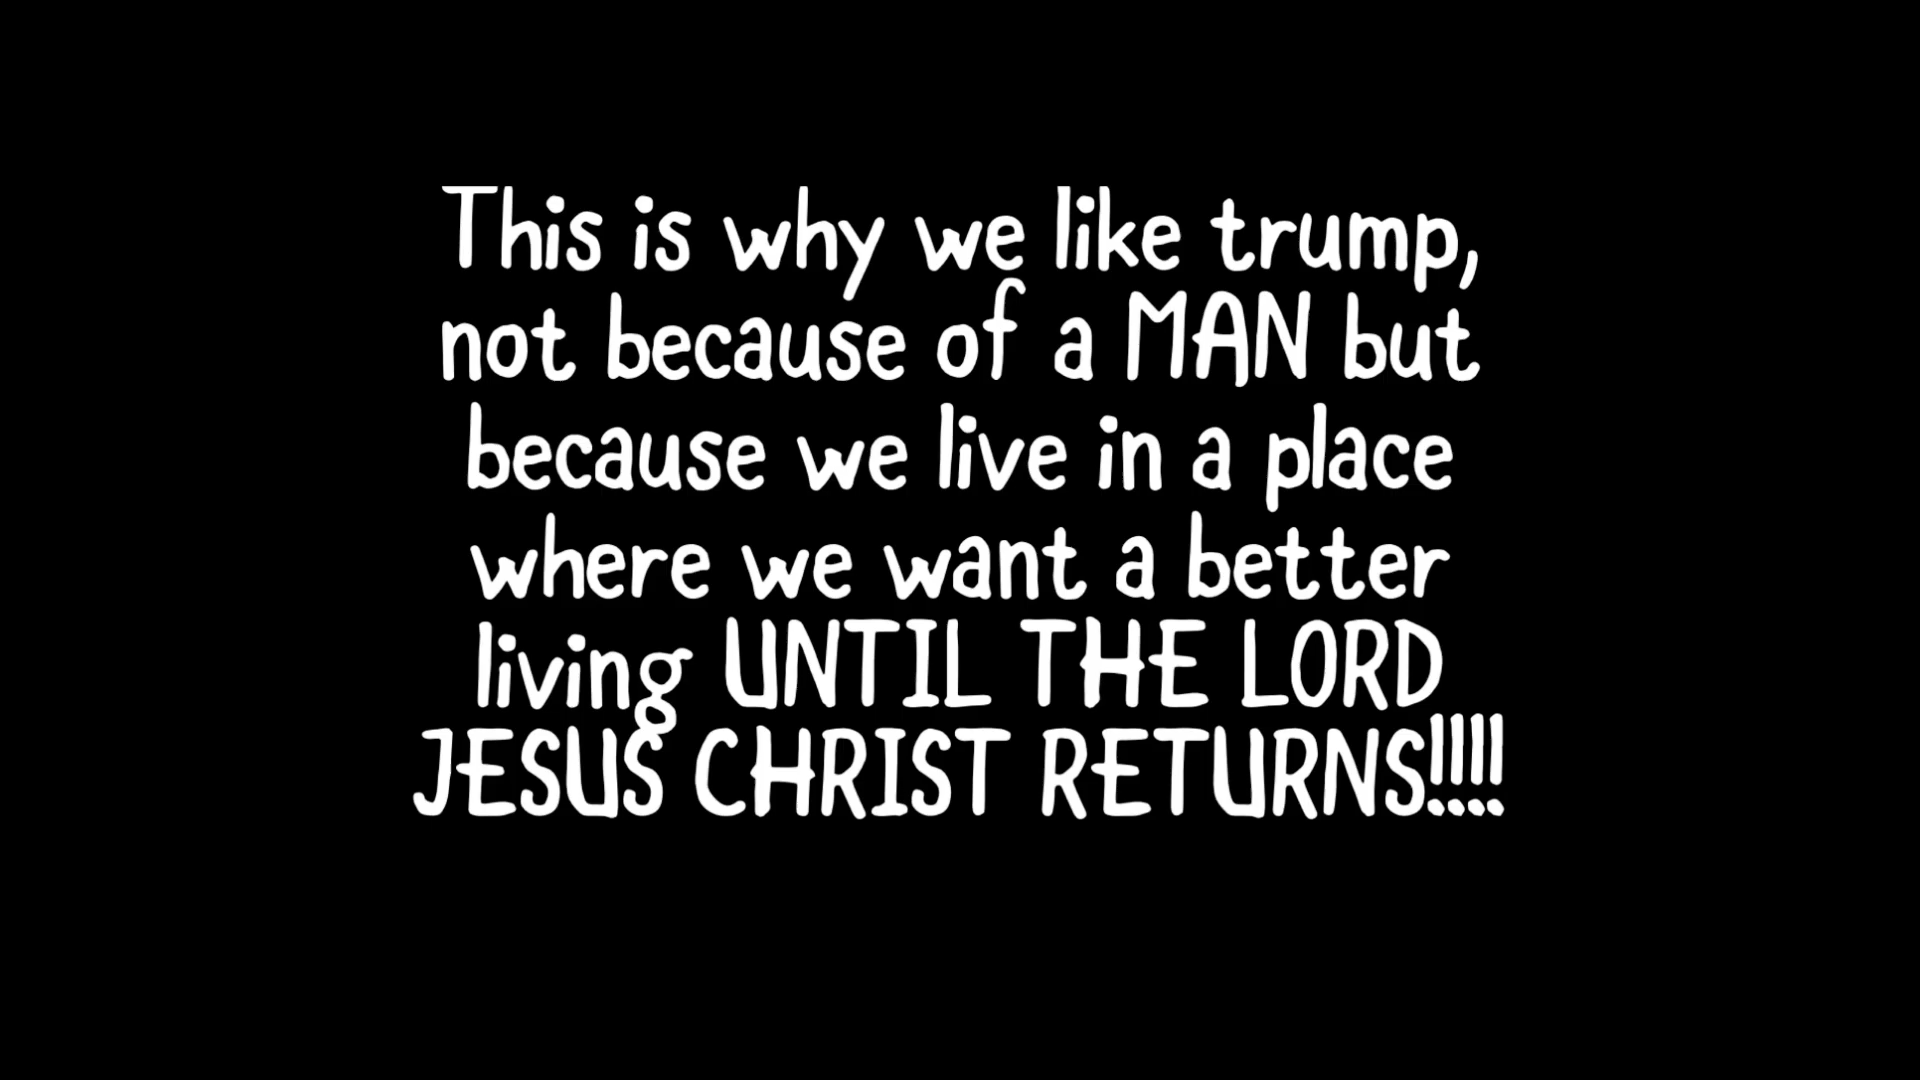 This is why we like trump,
not because of a MAN but
because we live in a place
where we want a better
living UNTIL THE LORD
JESUS CHRIST RETURNS!!!!